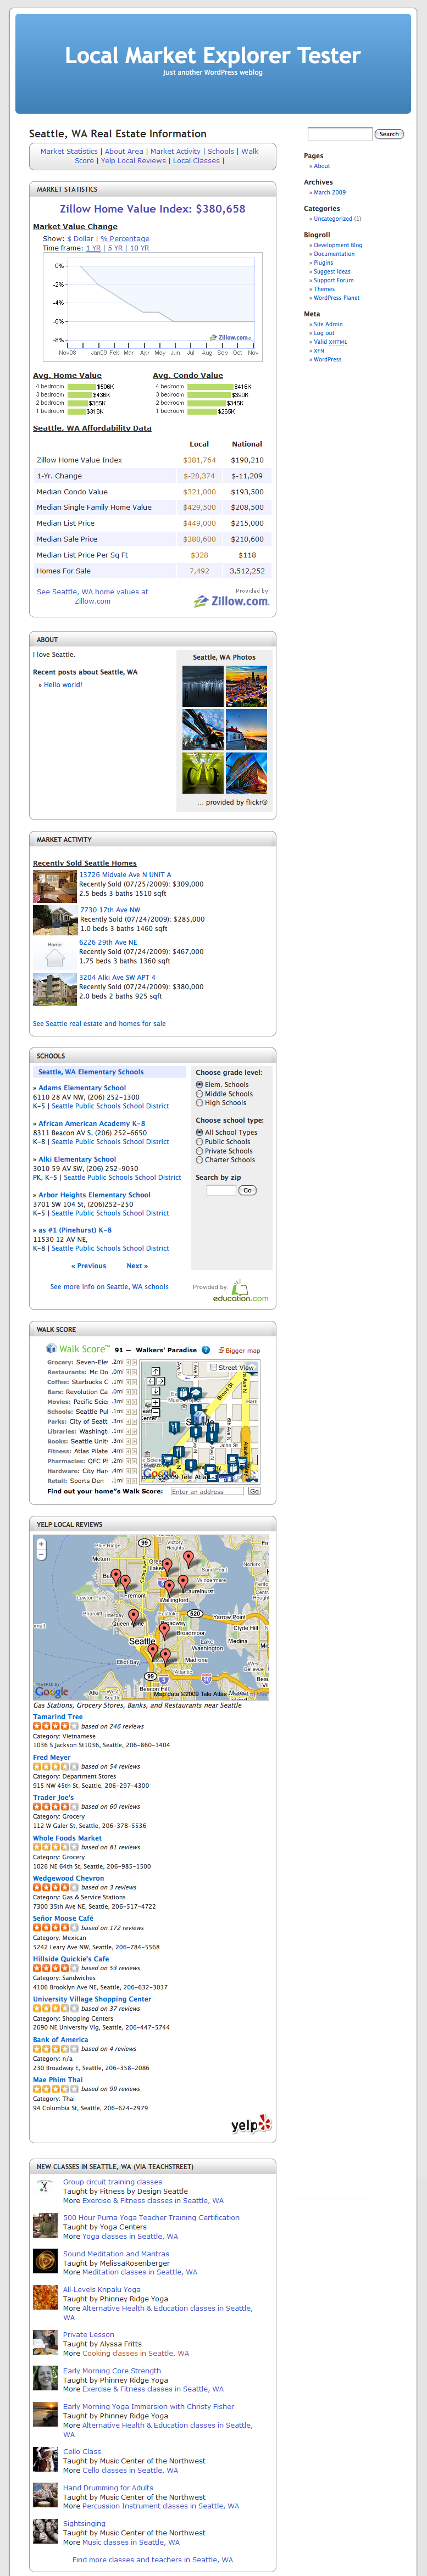 Local Market Explorer Tester
Just another WordPress weblog
Seattle, WA Real Estate Information
Market Statistics | About Area | Market Activity | Schools | Walk
Score | Yelp Local Reviews | Local Classes |
Search
Pages
» About
Archives
» March 2009
Categories
» Uncategorized (1)
Blogroll
» Development Blog
» Documentation
» Plugins
» Suggest Ideas
» Support Forum
» Themes
» WordPress Planet
Meta
» Site Admin
» Log out
» Valid XHTML
» XFN
» WordPress
MARKET STATISTICS
Zillow Home Value Index: $380,658
Market Value Change
Show: $ Dollar | % Percentage
Time frame: 1 YR | 5 YR | 10 YR
0%
-2%
-4%
-6%
-8%
Zillow.com
Nov08 Jan09 Feb Mar Apr May Jun Jul Aug Sep Oct Nov
Avg. Home Value
4 bedroom $506K
3 bedroom $436K
2 bedroom $365K
1 bedroom $318K
Avg. Condo Value
4 bedroom $416K
3 bedroom $390K
2 bedroom $345K
1 bedroom $265K
Seattle, WA Affordability Data
Local National
Zillow Home Value Index $381,764 $190,210
1-Yr. Change $-28,374 $-11,209
Median Condo Value $321,000 $193,500
Median Single Family Home Value $429,500 $208,500
Median List Price $449,000 $215,000
Median Sale Price $380,600 $210,600
Median List Price Per Sq Ft $328 $118
Homes For Sale 7,492 3,512,252
See Seattle, WA home values at
Zillow.com
Provided by
Zillow.com
ABOUT
I love Seattle.
Recent posts about Seattle, WA
» Hello world!
Seattle, WA Photos
... provided by flickr®
MARKET ACTIVITY
Recently Sold Seattle Homes
13726 Midvale Ave N UNIT A
Recently Sold (07/25/2009): $309,000
2.5 beds 3 baths 1510 sqft
7730 17th Ave NW
Recently Sold (07/24/2009): $285,000
1.0 beds 3 baths 1460 sqft
Home
6226 29th Ave NE
Recently Sold (07/24/2009): $467,000
1.75 beds 3 baths 1360 sqft
3204 Alki Ave SW APT 4
Recently Sold (07/24/2009): $380,000
2.0 beds 2 baths 925 sqft
See Seattle real estate and homes for sale
SCHOOLS
Seattle, WA Elementary Schools
» Adams Elementary School
6110 28 AV NW, (206) 252-1300
K-5 | Seattle Public Schools School District
» African American Academy K-8
8311 Beacon AV S, (206) 252-6650
K-8 | Seattle Public Schools School District
» Alki Elementary School
3010 59 AV SW, (206) 252-9050
PK, K-5 | Seattle Public Schools School District
» Arbor Heights Elementary School
3701 SW 104 St, (206)252-250
K-5 | Seattle Public Schools School District
» as #1 (Pinehurst) K-8
11530 12 AV NE,
K-8 | Seattle Public Schools School District
« Previous Next »
Choose grade level:
Elem. Schools
Middle Schools
High Schools
Choose school type:
All School Types
Public Schools
Private Schools
Charter Schools
Search by zip
Go
See more info on Seattle, WA schools
Provided by:
education.com
WALK SCORE
Walk Score™ 91 — Walkers' Paradise ? Bigger map
Grocery: Seven-Ele .2mi
Restaurants: Mc Do .0mi
Coffee: Starbucks C .1mi
Bars: Revolution Ca .0mi
Movies: Pacific Scie .3mi
Schools: Seattle Pul .1mi
Parks: City of Seatt .3mi
Libraries: Washingt .1mi
Books: Seattle Unit .2mi
Fitness: Atlas Pilate .4mi
Pharmacies: QFC Pl .2mi
Hardware: City Har .4mi
Retail: Sports Den .1mi
Street View
Broad St
Seattle
Google
Find out your home"s Walk Score: Enter an address Go
YELP LOCAL REVIEWS
99
Maturum
Laurelhurst
Wallingford
Fremont
Queen Anne
520
Yarrow Point
Clyde Hill
Medina
Broadmoor
Lake Washington
Madrona
Seattle
Elliot Bay
Mercer Island
99
POWERED BY
Google
Map data ©2009 Tele Atlas
Gas Stations, Grocery Stores, Banks, and Restaurants near Seattle
Tamarind Tree
based on 246 reviews
Category: Vietnamese
1036 S Jackson St1036, Seattle, 206-860-1404
Fred Meyer
based on 54 reviews
Category: Department Stores
915 NW 45th St, Seattle, 206-297-4300
Trader Joe's
based on 60 reviews
Category: Grocery
112 W Galer St, Seattle, 206-378-5536
Whole Foods Market
based on 81 reviews
Category: Grocery
1026 NE 64th St, Seattle, 206-985-1500
Wedgewood Chevron
based on 3 reviews
Category: Gas & Service Stations
7300 35th Ave NE, Seattle, 206-517-4722
Señor Moose Café
based on 172 reviews
Category: Mexican
5242 Leary Ave NW, Seattle, 206-784-5568
Hillside Quickie's Cafe
based on 53 reviews
Category: Sandwiches
4106 Brooklyn Ave NE, Seattle, 206-632-3037
University Village Shopping Center
based on 37 reviews
Category: Shopping Centers
2690 NE University Vlg, Seattle, 206-447-5744
Bank of America
based on 4 reviews
Category: n/a
230 Broadway E, Seattle, 206-358-2086
Mae Phim Thai
based on 99 reviews
Category: Thai
94 Columbia St, Seattle, 206-624-2979
yelp
NEW CLASSES IN SEATTLE, WA (VIA TEACHSTREET)
Group circuit training classes
Taught by Fitness by Design Seattle
More Exercise & Fitness classes in Seattle, WA
500 Hour Purna Yoga Teacher Training Certification
Taught by Yoga Centers
More Yoga classes in Seattle, WA
Sound Meditation and Mantras
Taught by MelissaRosenberger
More Meditation classes in Seattle, WA
All-Levels Kripalu Yoga
Taught by Phinney Ridge Yoga
More Alternative Health & Education classes in Seattle,
WA
Private Lesson
Taught by Alyssa Fritts
More Cooking classes in Seattle, WA
Early Morning Core Strength
Taught by Phinney Ridge Yoga
More Exercise & Fitness classes in Seattle, WA
Early Morning Yoga Immersion with Christy Fisher
Taught by Phinney Ridge Yoga
More Alternative Health & Education classes in Seattle,
WA
Cello Class
Taught by Music Center of the Northwest
More Cello classes in Seattle, WA
Hand Drumming for Adults
Taught by Music Center of the Northwest
More Percussion Instrument classes in Seattle, WA
Sightsinging
Taught by Music Center of the Northwest
More Music classes in Seattle, WA
Find more classes and teachers in Seattle, WA